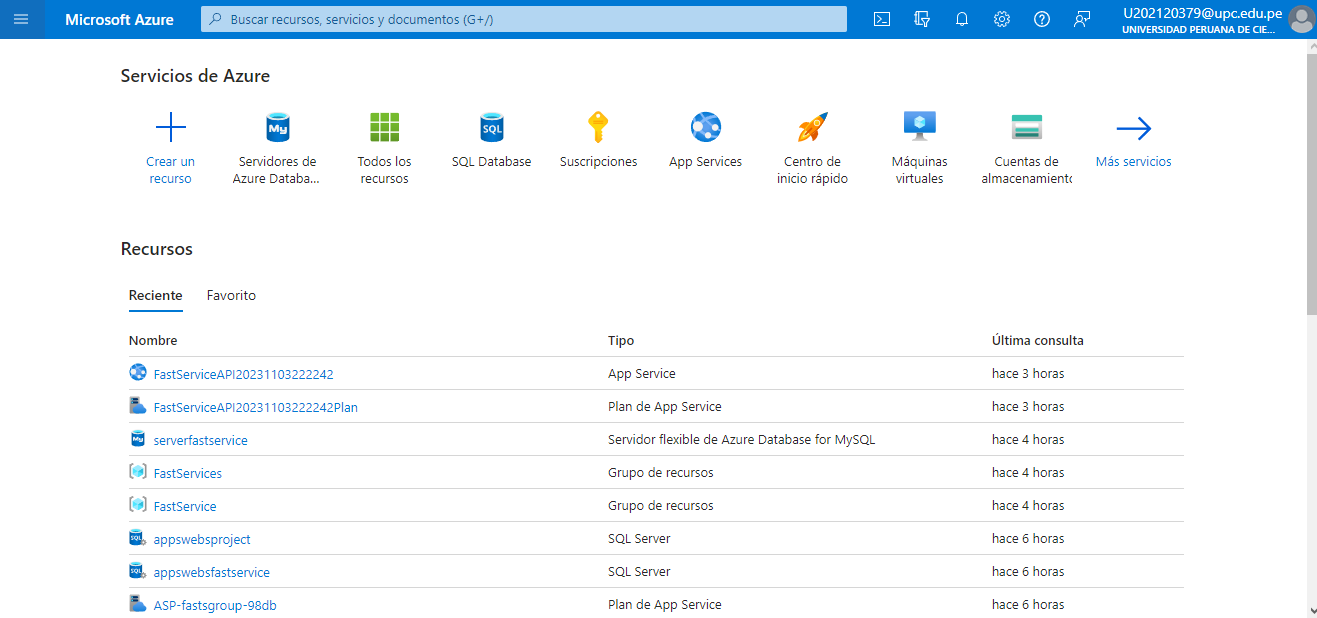 Microsoft Azure
Buscar recursos, servicios y documentos (G+/)
U202120379@upc.edu.pe
UNIVERSIDAD PERUANA DE CIE...
Servicios de Azure
Crear un
recurso
Servidores de
Azure Databa...
Todos los
recursos
SQL Database
Suscripciones
App Services
Centro de
inicio rápido
Máquinas
virtuales
Cuentas de
almacenamiento
Más servicios
Recursos
Reciente Favorito
Nombre Tipo Última consulta
FastServiceAPI20231103222242 App Service hace 3 horas
FastServiceAPI20231103222242Plan Plan de App Service hace 3 horas
serverfastservice Servidor flexible de Azure Database for MySQL hace 4 horas
FastServices Grupo de recursos hace 4 horas
FastService Grupo de recursos hace 4 horas
appswebsproject SQL Server hace 6 horas
appswebsfastservice SQL Server hace 6 horas
ASP-fastsgroup-98db Plan de App Service hace 6 horas